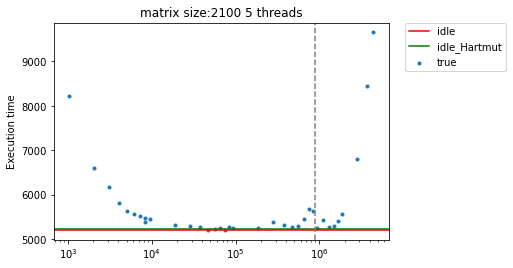 matrix size:2100 5 threads
Execution time
9000
8000
7000
6000
5000
10³
10⁴
10⁵
10⁶
idle
idle_Hartmut
true